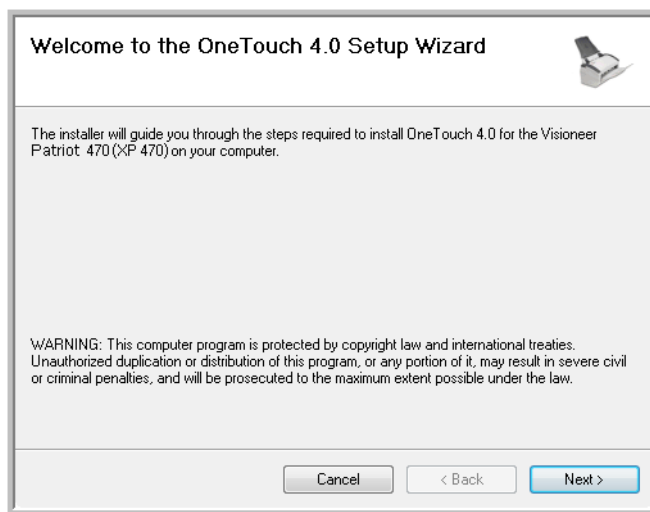 Welcome to the OneTouch 4.0 Setup Wizard
The installer will guide you through the steps required to install OneTouch 4.0 for the Visioneer
Patriot 470 (XP 470) on your computer.
WARNING: This computer program is protected by copyright law and international treaties.
Unauthorized duplication or distribution of this program, or any portion of it, may result in severe civil
or criminal penalties, and will be prosecuted to the maximum extent possible under the law.
Cancel < Back Next >